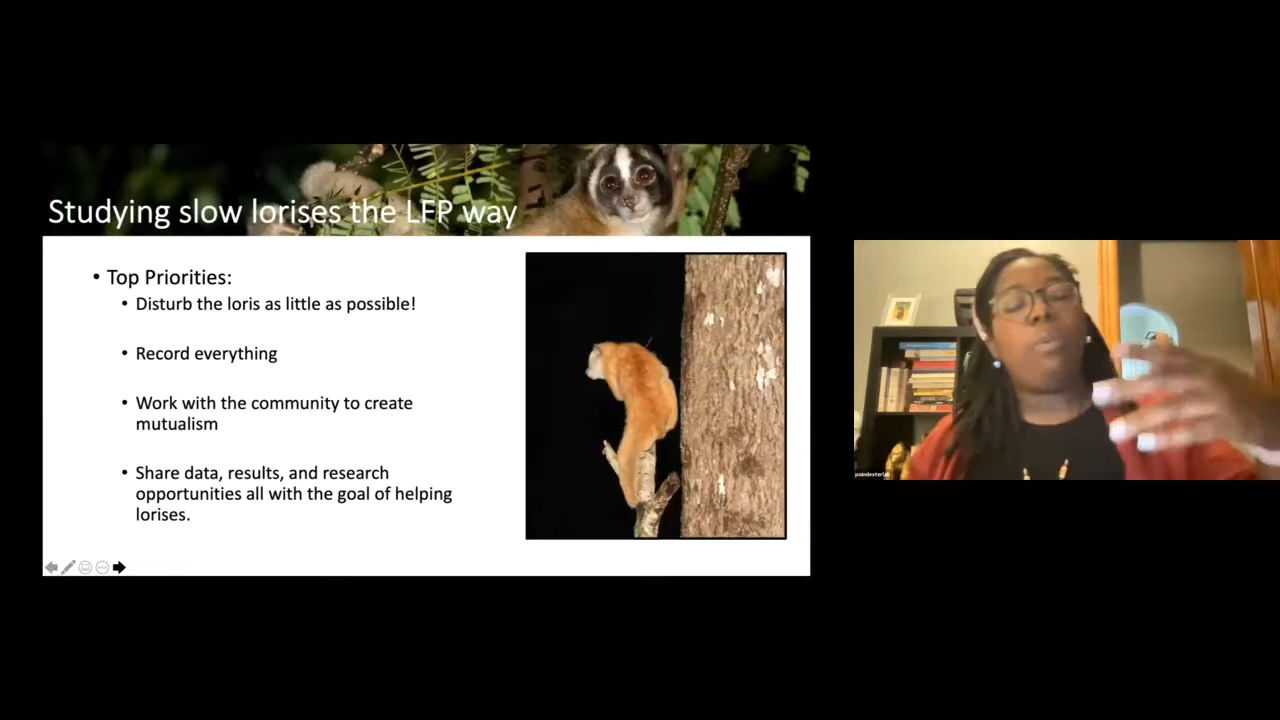 Studying slow lorises the LFP way
• Top Priorities:
• Disturb the loris as little as possible!
• Record everything
• Work with the community to create
mutualism
• Share data, results, and research
opportunities all with the goal of helping
lorises.
poindexterlab